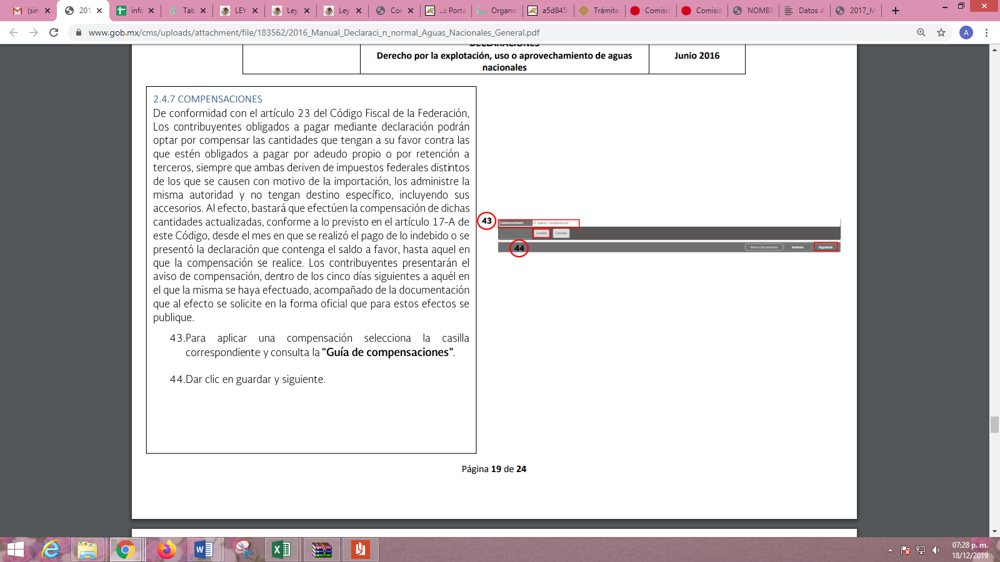 (sin
201
info
Tab
LEY
Ley
Ley
Cor
..:: Porta
Organis
a5d845
Trámite
Comisió
Comisió
NOMBR
Datos A
2017_M
www.gob.mx/cms/uploads/attachment/file/183562/2016_Manual_Declaraci_n_normal_Aguas_Nacionales_General.pdf
A
DECLARACIONES
Derecho por la explotación, uso o aprovechamiento de aguas
nacionales
Junio 2016
2.4.7 COMPENSACIONES
De conformidad con el artículo 23 del Código Fiscal de la Federación,
Los contribuyentes obligados a pagar mediante declaración podrán
optar por compensar las cantidades que tengan a su favor contra las
que estén obligados a pagar por adeudo propio o por retención a
terceros, siempre que ambas deriven de impuestos federales distintos
de los que se causen con motivo de la importación, los administre la
misma autoridad y no tengan destino específico, incluyendo sus
accesorios. Al efecto, bastará que efectúen la compensación de dichas
cantidades actualizadas, conforme a lo previsto en el artículo 17-A de
este Código, desde el mes en que se realizó el pago de lo indebido o se
presentó la declaración que contenga el saldo a favor, hasta aquel en
que la compensación se realice. Los contribuyentes presentarán el
aviso de compensación, dentro de los cinco días siguientes a aquél en
el que la misma se haya efectuado, acompañado de la documentación
que al efecto se solicite en la forma oficial que para estos efectos se
publique.
43.Para aplicar una compensación selecciona la casilla
correspondiente y consulta la “Guía de compensaciones”.
44.Dar clic en guardar y siguiente.
43
Compensaciones
Aplicar Compensación
Guardar
Cancelar
44
Nueva Declaración
Anterior
Siguiente
Página 19 de 24
07:28 p. m.
18/12/2019